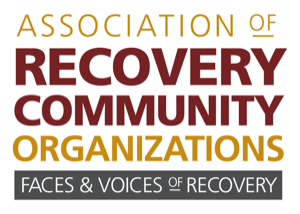 ASSOCIATION OF
RECOVERY
COMMUNITY
ORGANIZATIONS
FACES & VOICES OF RECOVERY